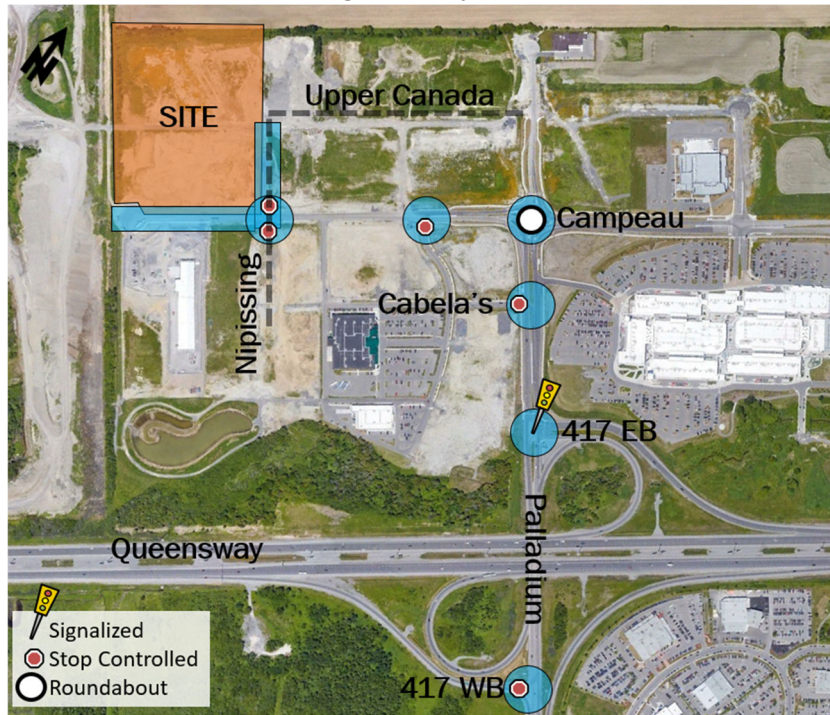 SITE
Upper Canada
Campeau
Nipissing
Cabela's
417 EB
Palladium
Queensway
417 WB
Signalized
Stop Controlled
Roundabout